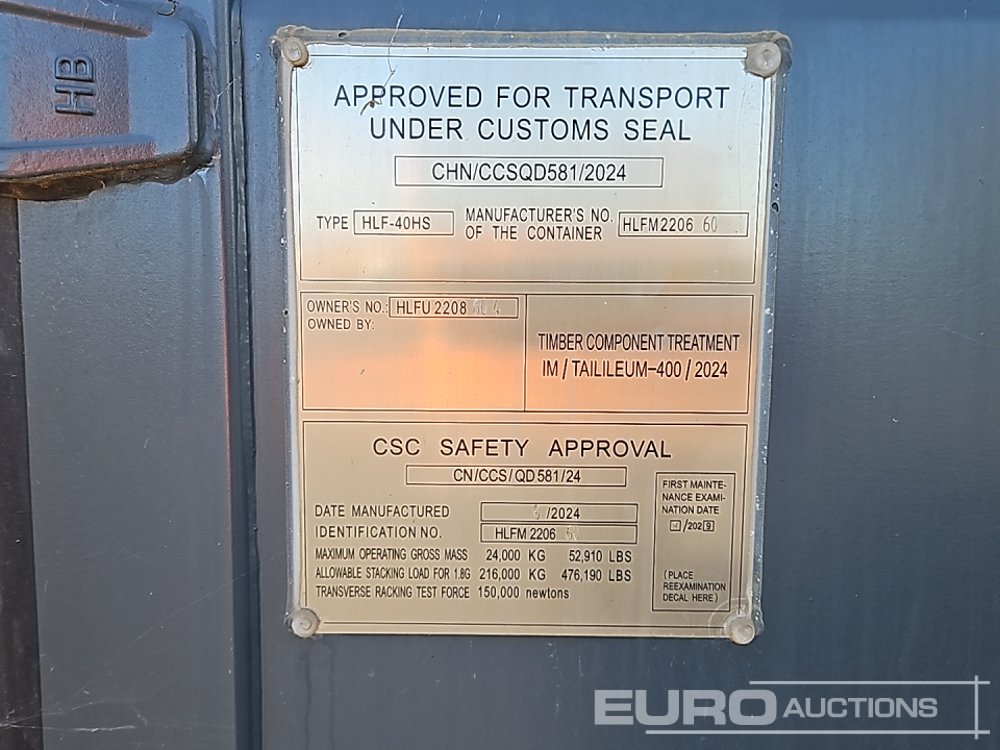 HB
APPROVED FOR TRANSPORT
UNDER CUSTOMS SEAL
CHN/CCSQD581/2024
TYPE HLF-40HS MANUFACTURER'S NO.
OF THE CONTAINER HLFM2206 60
OWNER'S NO.: HLFU 2208
OWNED BY:
TIMBER COMPONENT TREATMENT
IM/TAILILEUM-400/2024
CSC SAFETY APPROVAL
CN/CCS/QD581/24
DATE MANUFACTURED /2024
IDENTIFICATION NO. HLFM 2206
MAXIMUM OPERATING GROSS MASS 24,000 KG 52,910 LBS
ALLOWABLE STACKING LOAD FOR 1.8G 216,000 KG 476,190 LBS
TRANSVERSE RACKING TEST FORCE 150,000 newtons
FIRST MAINTE-
NANCE EXAMI-
NATION DATE
/2029
(PLACE
REEXAMINATION
DECAL HERE)
EURO AUCTIONS